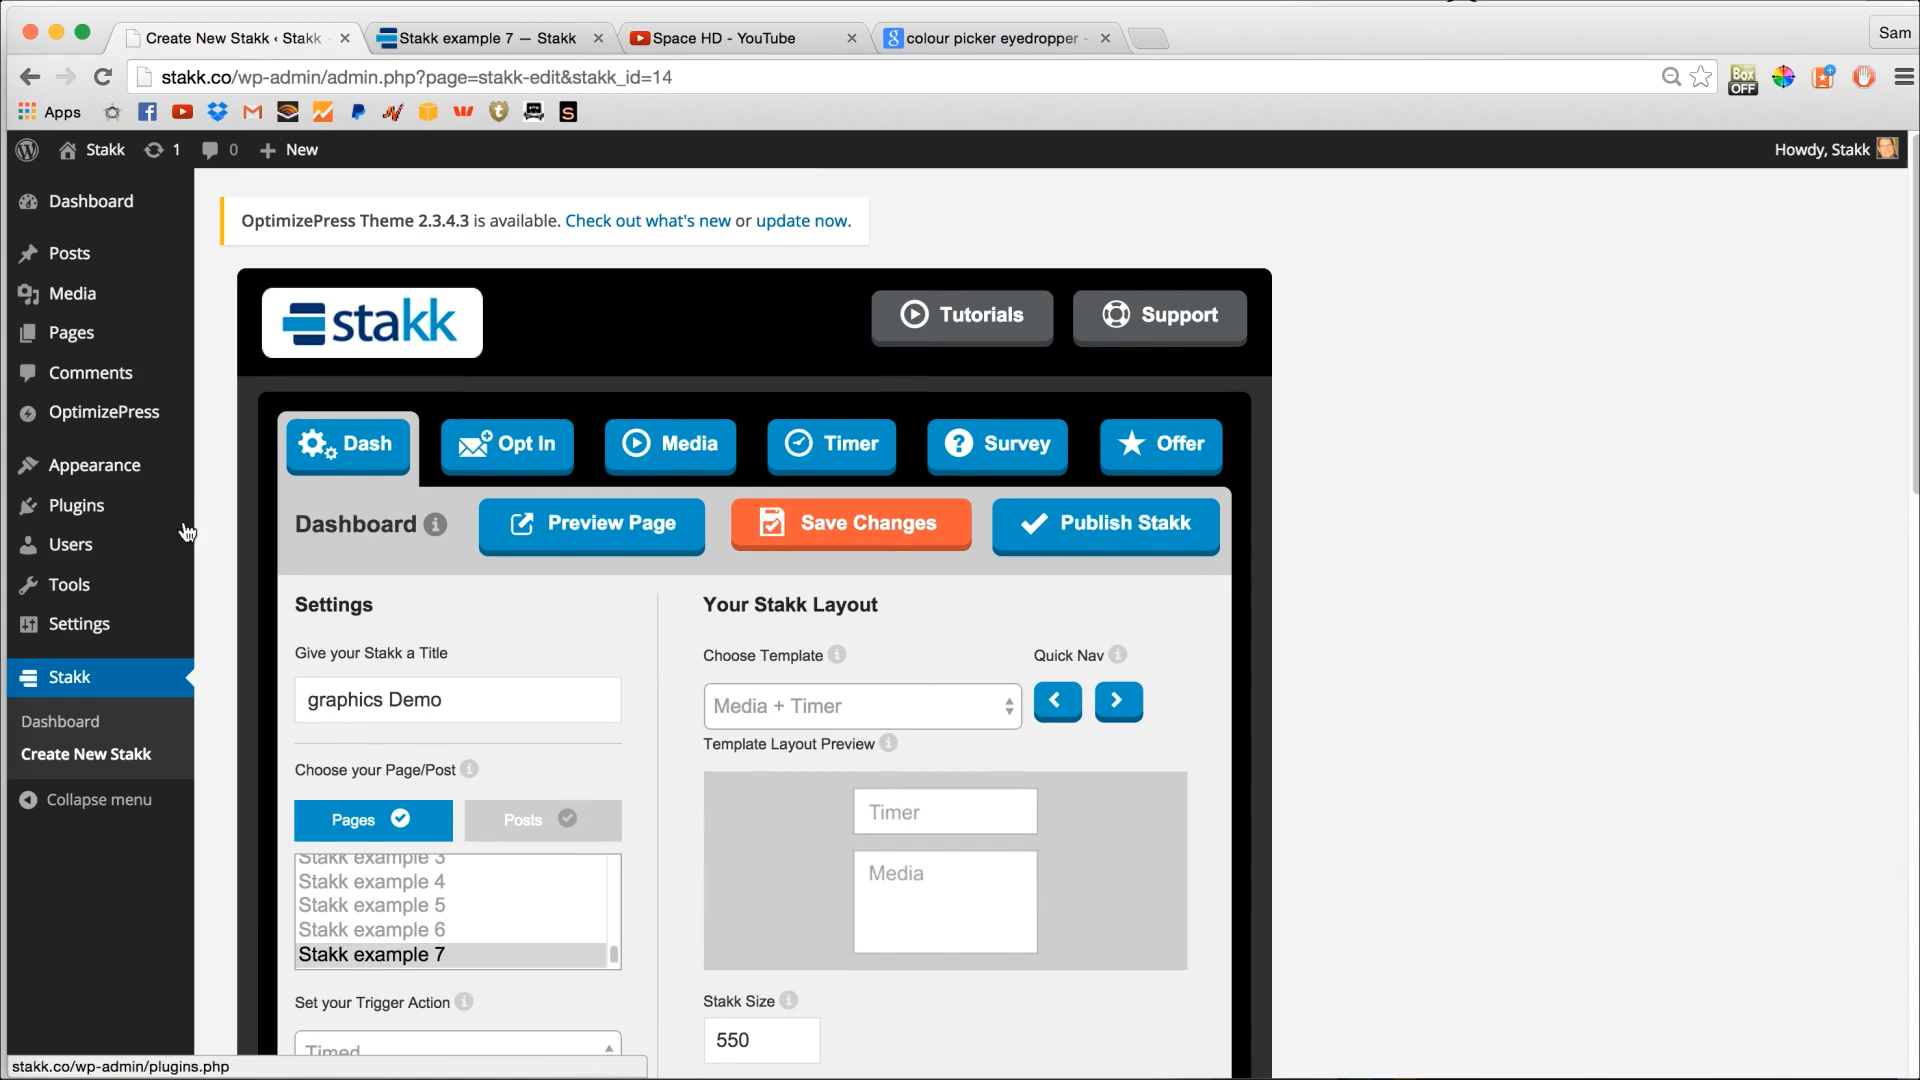 Create New Stakk ‹ Stakk
Stakk example 7 — Stakk
Space HD - YouTube
colour picker eyedropper -
Sam
stakk.co/wp-admin/admin.php?page=stakk-edit&stakk_id=14
Box
OFF
Apps
Stakk
1
0
New
Howdy, Stakk
Dashboard
Posts
Media
Pages
Comments
OptimizePress
Appearance
Plugins
Users
Tools
Settings
Stakk
Dashboard
Create New Stakk
Collapse menu
OptimizePress Theme 2.3.4.3 is available. Check out what's new or update now.
stakk
Tutorials
Support
Dash
Opt In
Media
Timer
Survey
Offer
Dashboard
Preview Page
Save Changes
Publish Stakk
Settings
Give your Stakk a Title
graphics Demo
Choose your Page/Post
Pages
Posts
Stakk example 3
Stakk example 4
Stakk example 5
Stakk example 6
Stakk example 7
Set your Trigger Action
Timed
Your Stakk Layout
Choose Template
Quick Nav
Media + Timer
Template Layout Preview
Timer
Media
Stakk Size
550
stakk.co/wp-admin/plugins.php